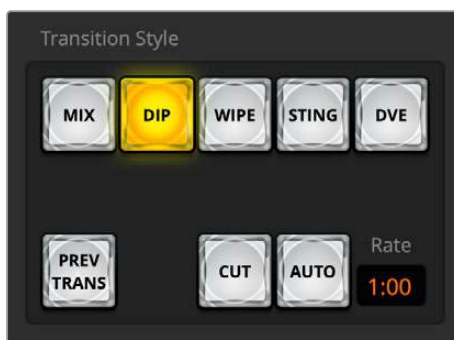 Transition Style
MIX
DIP
WIPE
STING
DVE
PREV
TRANS
CUT
AUTO
Rate
1:00